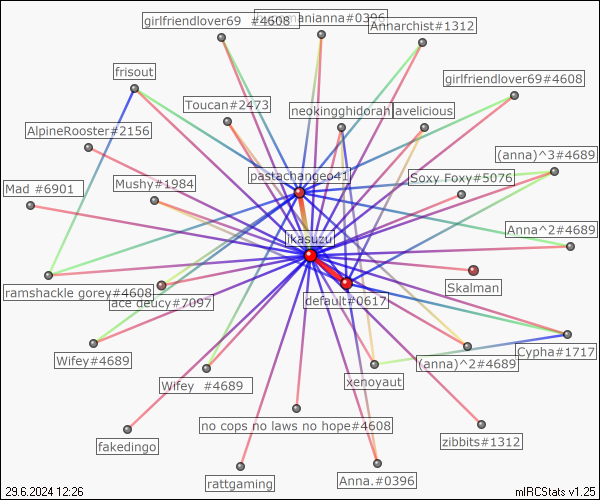 girlfriendlover69 #4608
manianna#0396
Annarchist#1312
frisout
girlfriendlover69#4608
Toucan#2473
neokingghidorah
avelicious
AlpineRooster#2156
(anna)^3#4689
pastachangeo41
Soxy Foxy#5076
Mushy#1984
Mad #6901
Anna^2#4689
ikasuzu
Skalman
ramshackle gorey#4608
ace deucy#7097
default#0617
Cypha#1717
Wifey#4689
(anna)^2#4689
Wifey #4689
xenoyaut
no cops no laws no hope#4608
fakedingo
zibbits#1312
rattgaming
Anna.#0396
29.6.2024 12:26
mIRCStats v1.25